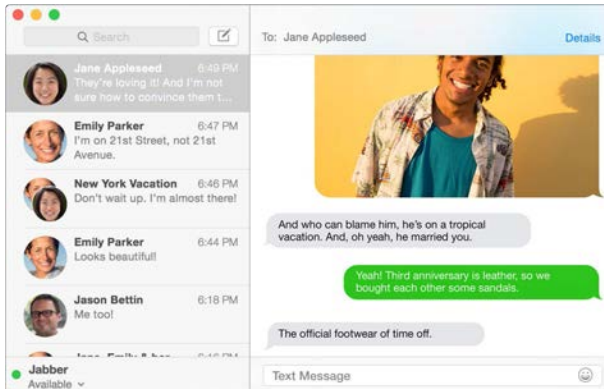 Search
To: Jane Appleseed
Details
Jane Appleseed 6:49 PM
They're loving it! And I'm not
sure how to convince them t...
Emily Parker 6:47 PM
I'm on 21st Street, not 21st
Avenue.
New York Vacation 6:46 PM
Don't wait up. I'm almost there!
Emily Parker 6:44 PM
Looks beautiful!
Jason Bettin 6:18 PM
Me too!
Jabber
Available
And who can blame him, he's on a tropical
vacation. And, oh yeah, he married you.
Yeah! Third anniversary is leather, so we
bought each other some sandals.
The official footwear of time off.
Text Message